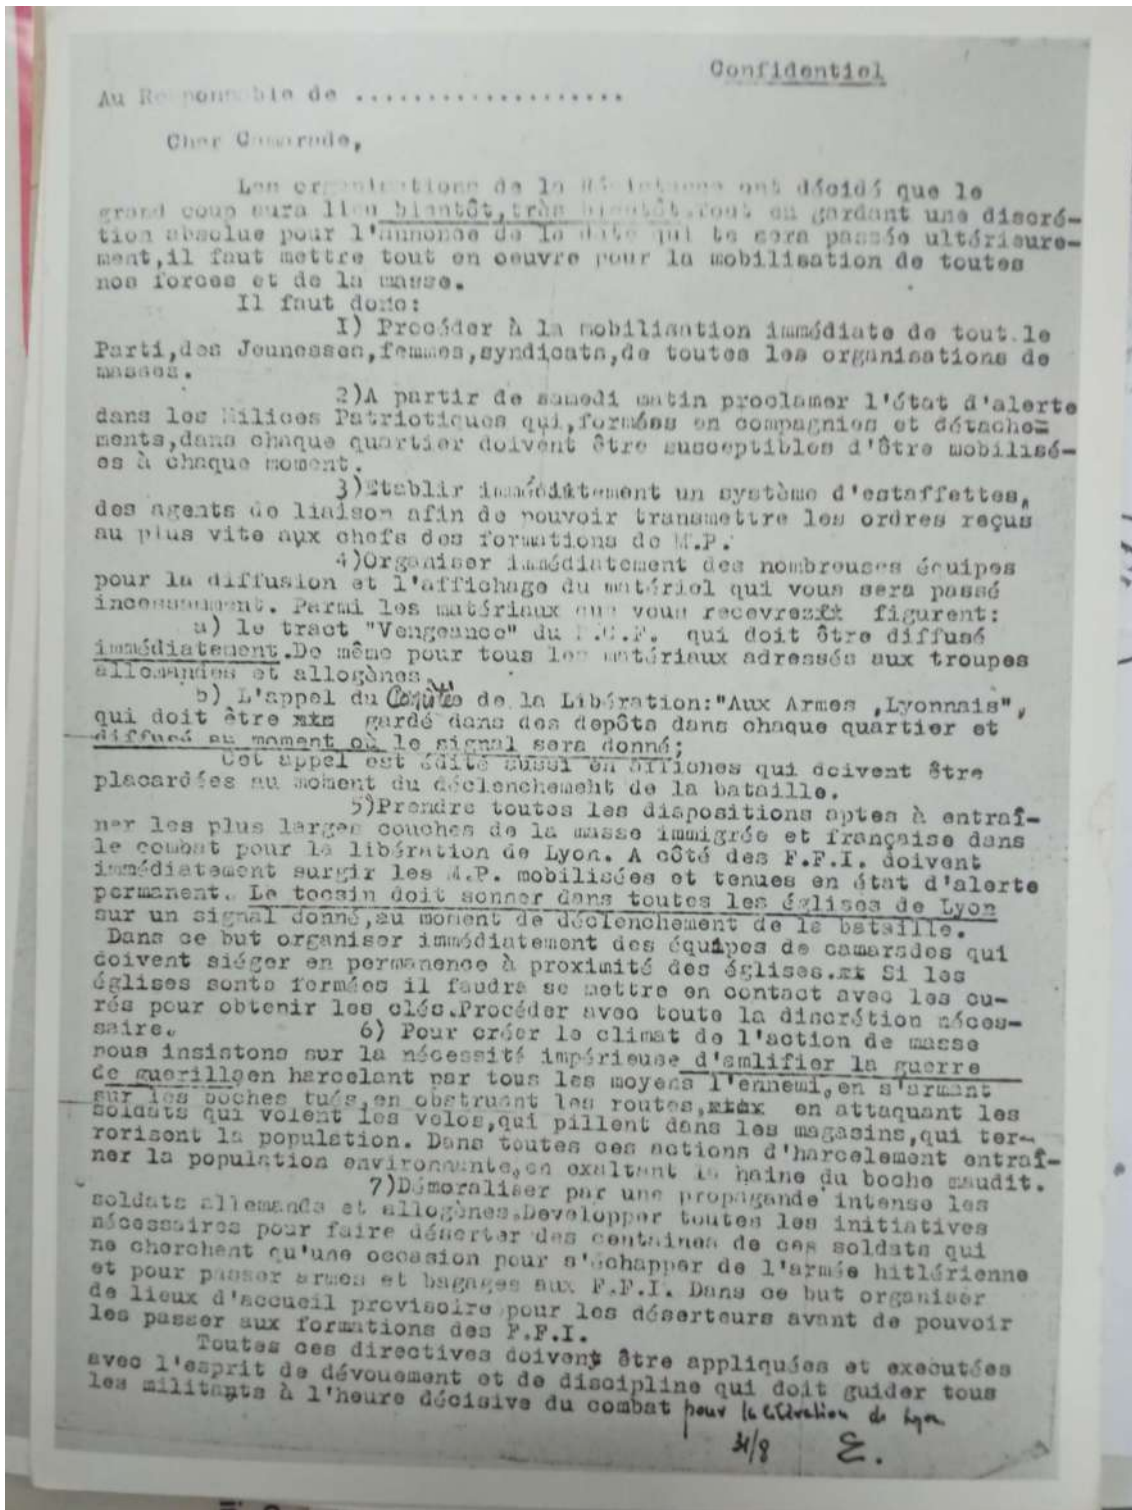 Confidentiel
Au Responsable de ...................
Cher Camarade,
Les organisations de la Résistance ont décidé que le
grand coup aura lieu bientôt,très bientôt.Tout en gardant une discré-
tion absolue pour l'annonce de la date qui te sera passée ultérieure-
ment,il faut mettre tout en oeuvre pour la mobilisation de toutes
nos forces et de la masse.
Il faut donc:
I) Procéder à la mobilisation immédiate de tout le
Parti,des Jeunesses,femmes,syndicats,de toutes les organisations de
masses.
2)A partir de samedi matin proclamer l'état d'alerte
dans les Milices Patriotiques qui,formées en compagnies et détache=
ments,dans chaque quartier doivent être susceptibles d'être mobilisé-
es à chaque moment.
3)Etablir immédiatement un système d'estaffettes,
des agents de liaison afin de pouvoir transmettre les ordres reçus
au plus vite aux chefs des formations de M.P.
4)Organiser immédiatement des nombreuses équipes
pour la diffusion et l'affichage du matériel qui vous sera passé
incessamment. Parmi les matériaux que vous recevrez figurent:
a) le tract "Vengeance" du P.C.F. qui doit être diffusé
immédiatement.De même pour tous les matériaux adressés aux troupes
allemandes et allogènes.
b) L'appel du Comité de la Libération:"Aux Armes ,Lyonnais",
qui doit être xtx gardé dans des depôts dans chaque quartier et
diffusé au moment où le signal sera donné;
Cet appel est édité aussi en affiches qui doivent être
placardées au moment du déclenchement de la bataille.
5)Prendre toutes les dispositions aptes à entraî-
ner les plus larges couches de la masse immigrée et française dans
le combat pour la libération de Lyon. A côté des F.F.I. doivent
immédiatement surgir les M.P. mobilisées et tenues en état d'alerte
permanent. Le tocsin doit sonner dans toutes les églises de Lyon
sur un signal donné,au moment de déclenchement de la bataille.
Dans ce but organiser immédiatement des équipes de camarades qui
doivent siéger en permanence à proximité des églises.xt Si les
églises sonts fermées il faudra se mettre en contact avec les cu-
rés pour obtenir les clés.Procéder avec toute la discrétion néces-
saire. 6) Pour créer le climat de l'action de masse
nous insistons sur la nécessité impérieuse d'amlifier la guerre
de guerilla,en harcelant par tous les moyens l'ennemi,en s'armant
sur les boches tués,en obstruant les routes,xtxx en attaquant les
soldats qui volent les velos,qui pillent dans les magasins,qui ter-
rorisent la population. Dans toutes ces actions d'harcelement entraî-
ner la population environnante,en exaltant la haine du boche maudit.
7)Démoraliser par une propagande intense les
soldats allemands et allogènes.Developper toutes les initiatives
nécessaires pour faire déserter des centaines de ces soldats qui
ne cherchent qu'une occasion pour s'échapper de l'armée hitlérienne
et pour passer armes et bagages aux F.F.I. Dans ce but organiser
de lieux d'accueil provisoire pour les déserteurs avant de pouvoir
les passer aux formations des F.F.I.
Toutes ces directives doivent être appliquées et executées
avec l'esprit de dévouement et de discipline qui doit guider tous
les militants à l'heure décisive du combat pour la libération de Lyon
31/8 E.